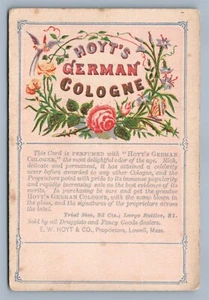 HOYT'S
GERMAN
COLOGNE
This Card is PERFUMED with "HOYT'S GERMAN
COLOGNE," the most delightful odor of the age. Rich,
delicate and permanent, it has attained a celebrity
never before awarded to any other Cologne, and the
Proprietors point with pride to its immense popularity
and rapidly increasing sale as the best evidence of its
worth. In purchasing be sure and get the genuine
HOYT'S GERMAN COLOGNE, with the name blown in
the glass, and the signatures of the proprietors across
the label.
Trial Size, 25 Cts.; Large Bottles, $1.
Sold by all Druggists and Fancy Goods dealers.
E. W. HOYT & CO., Proprietors, Lowell, Mass.